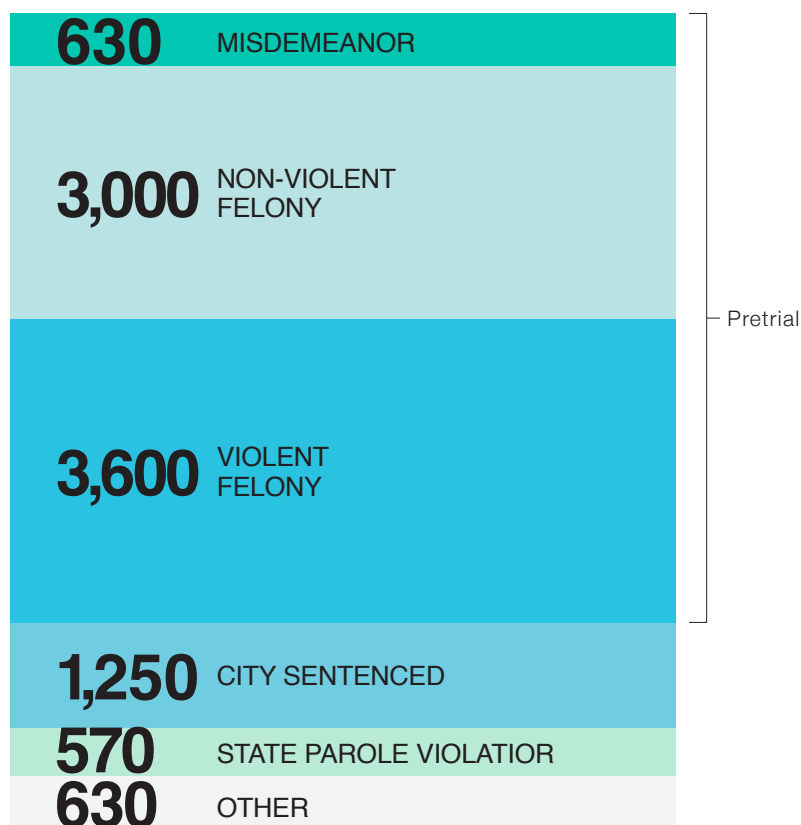 630 MISDEMEANOR
3,000 NON-VIOLENT
FELONY
Pretrial
3,600 VIOLENT
FELONY
1,250 CITY SENTENCED
570 STATE PAROLE VIOLATIOR
630 OTHER